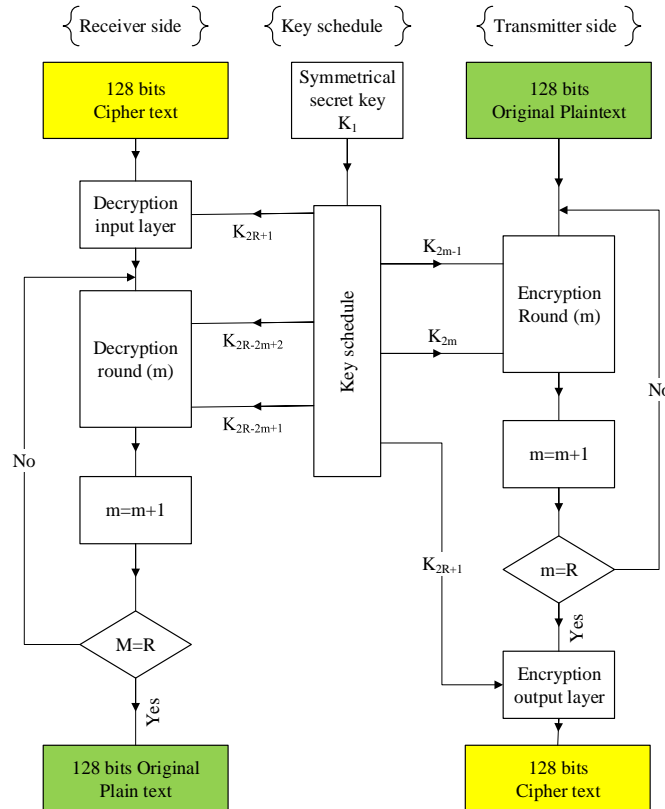 Receiver side
Key schedule
Transmitter side
128 bits
Cipher text
Symmetrical
secret key
K₁
128 bits
Original Plaintext
Decryption
input layer
K₂R+₁
K₂m-₁
Encryption
Round (m)
Decryption
round (m)
K₂R-₂m+₂
Key schedule
K₂m
K₂R-₂m+₁
No
No
m=m+1
m=m+1
K₂R+₁
m=R
Yes
M=R
Encryption
output layer
Yes
128 bits Original
Plain text
128 bits
Cipher text